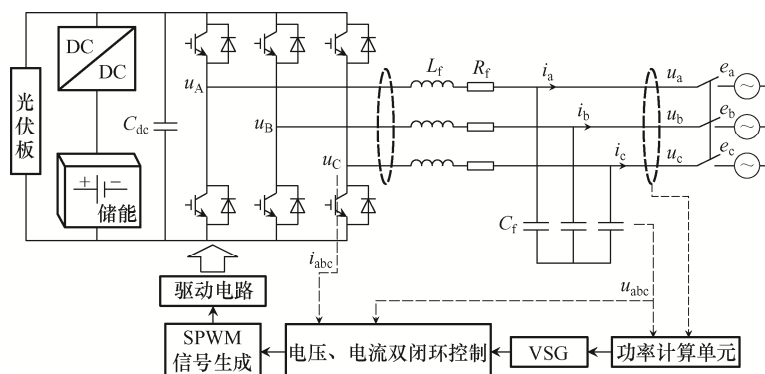 光伏板
DC
DC
+ −
储能
C_dc
u_A
u_B
u_C
L_f
R_f
i_a
i_b
i_c
u_a
u_b
u_c
e_a
e_b
e_c
C_f
i_abc
u_abc
驱动电路
SPWM
信号生成
电压、电流双闭环控制
VSG
功率计算单元